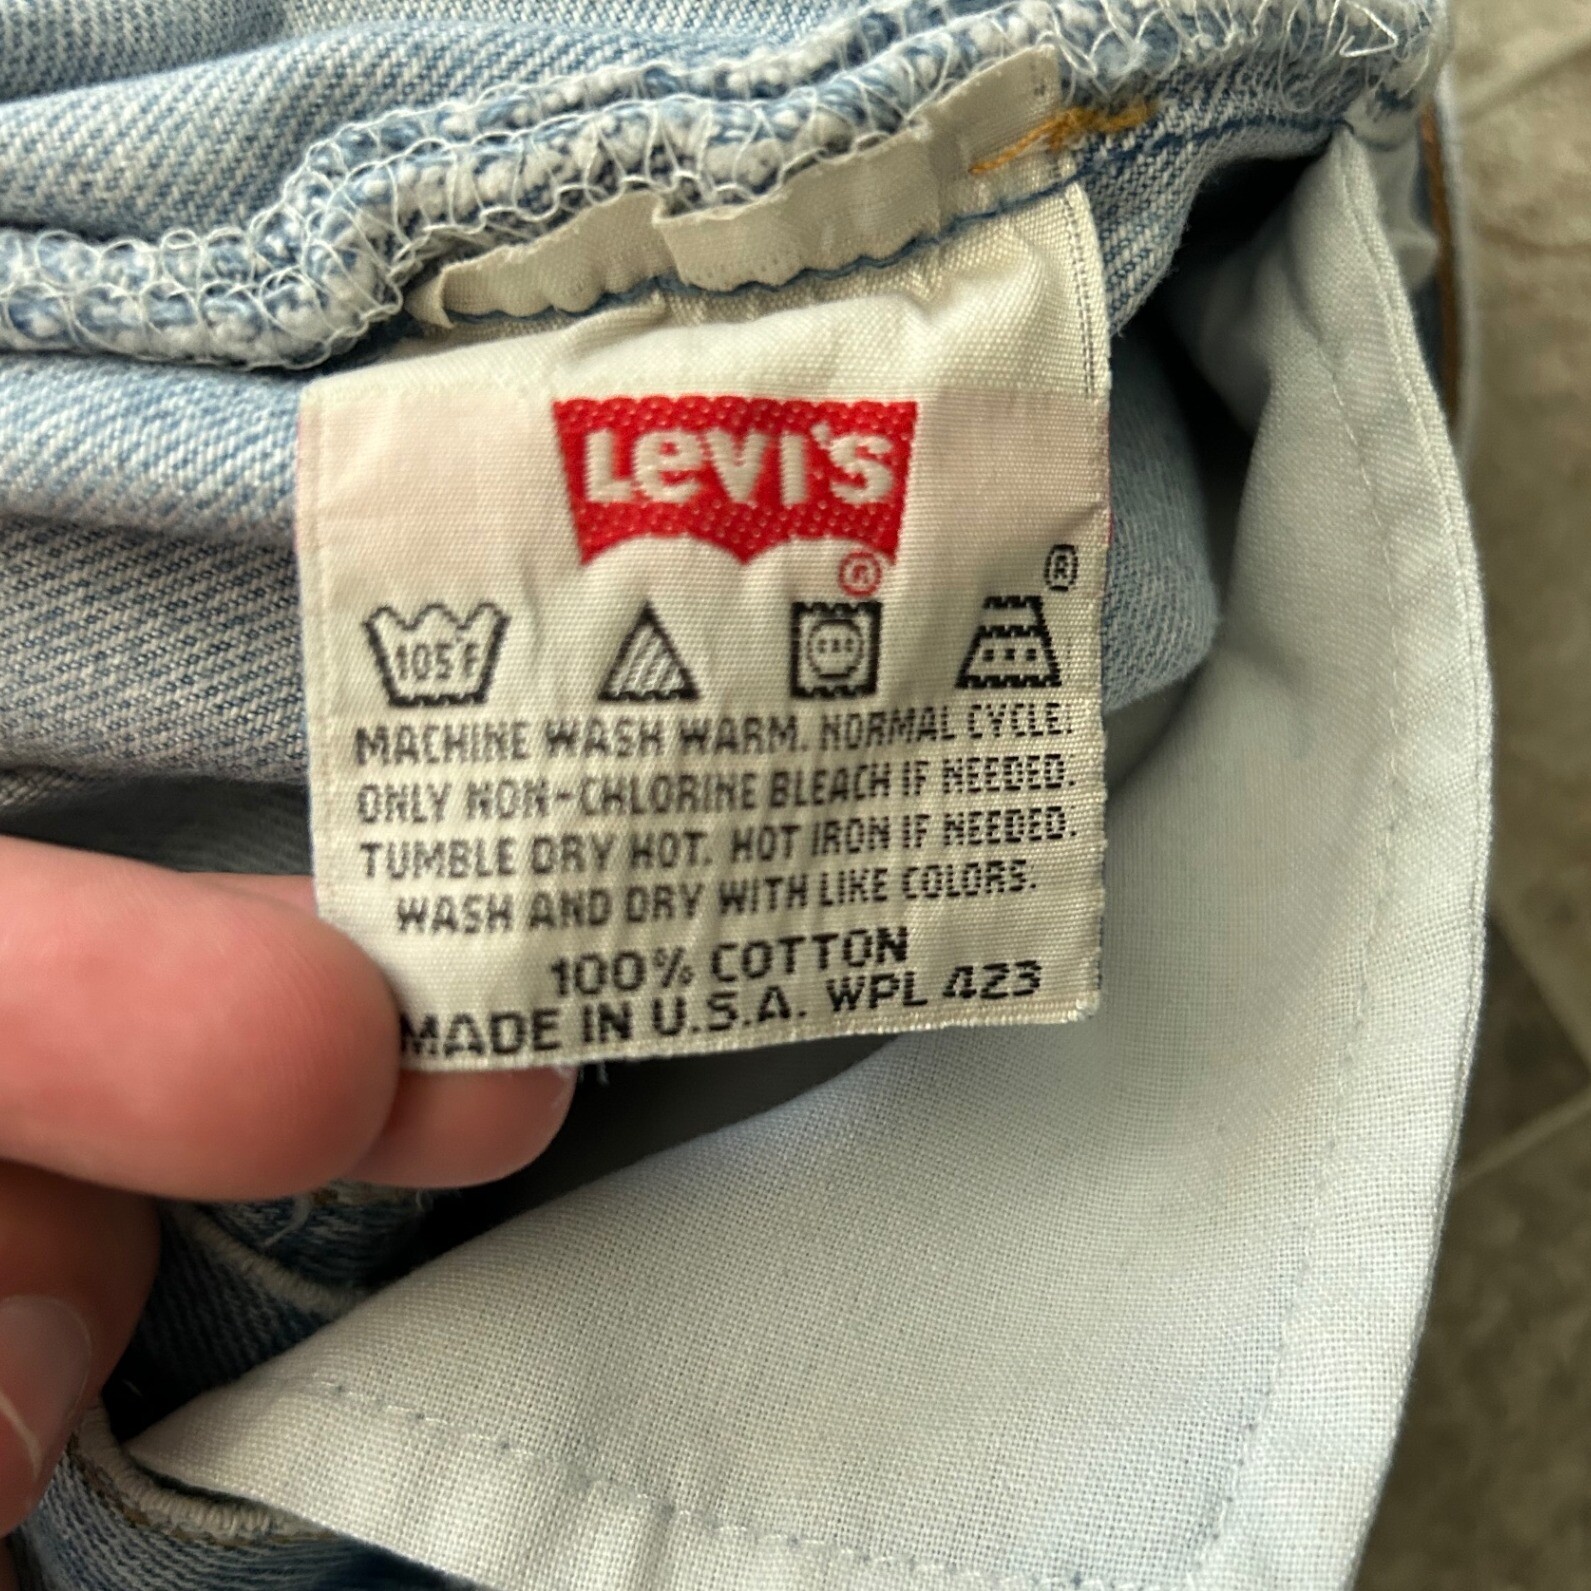 Levi's
®
®
105°F
MACHINE WASH WARM. NORMAL CYCLE.
ONLY NON-CHLORINE BLEACH IF NEEDED.
TUMBLE DRY HOT. HOT IRON IF NEEDED.
WASH AND DRY WITH LIKE COLORS.
100% COTTON
MADE IN U.S.A. WPL 423